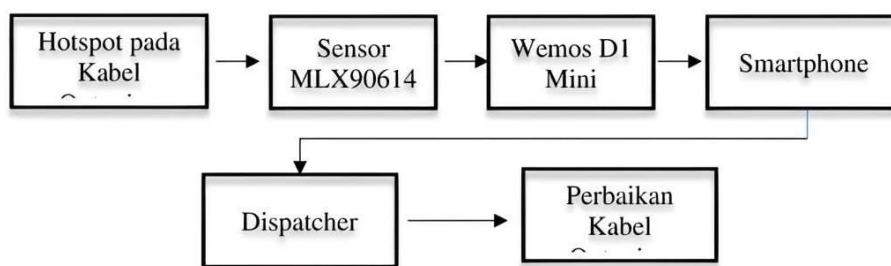 Hotspot pada
Kabel
Sensor
MLX90614
Wemos D1
Mini
Smartphone
Dispatcher
Perbaikan
Kabel